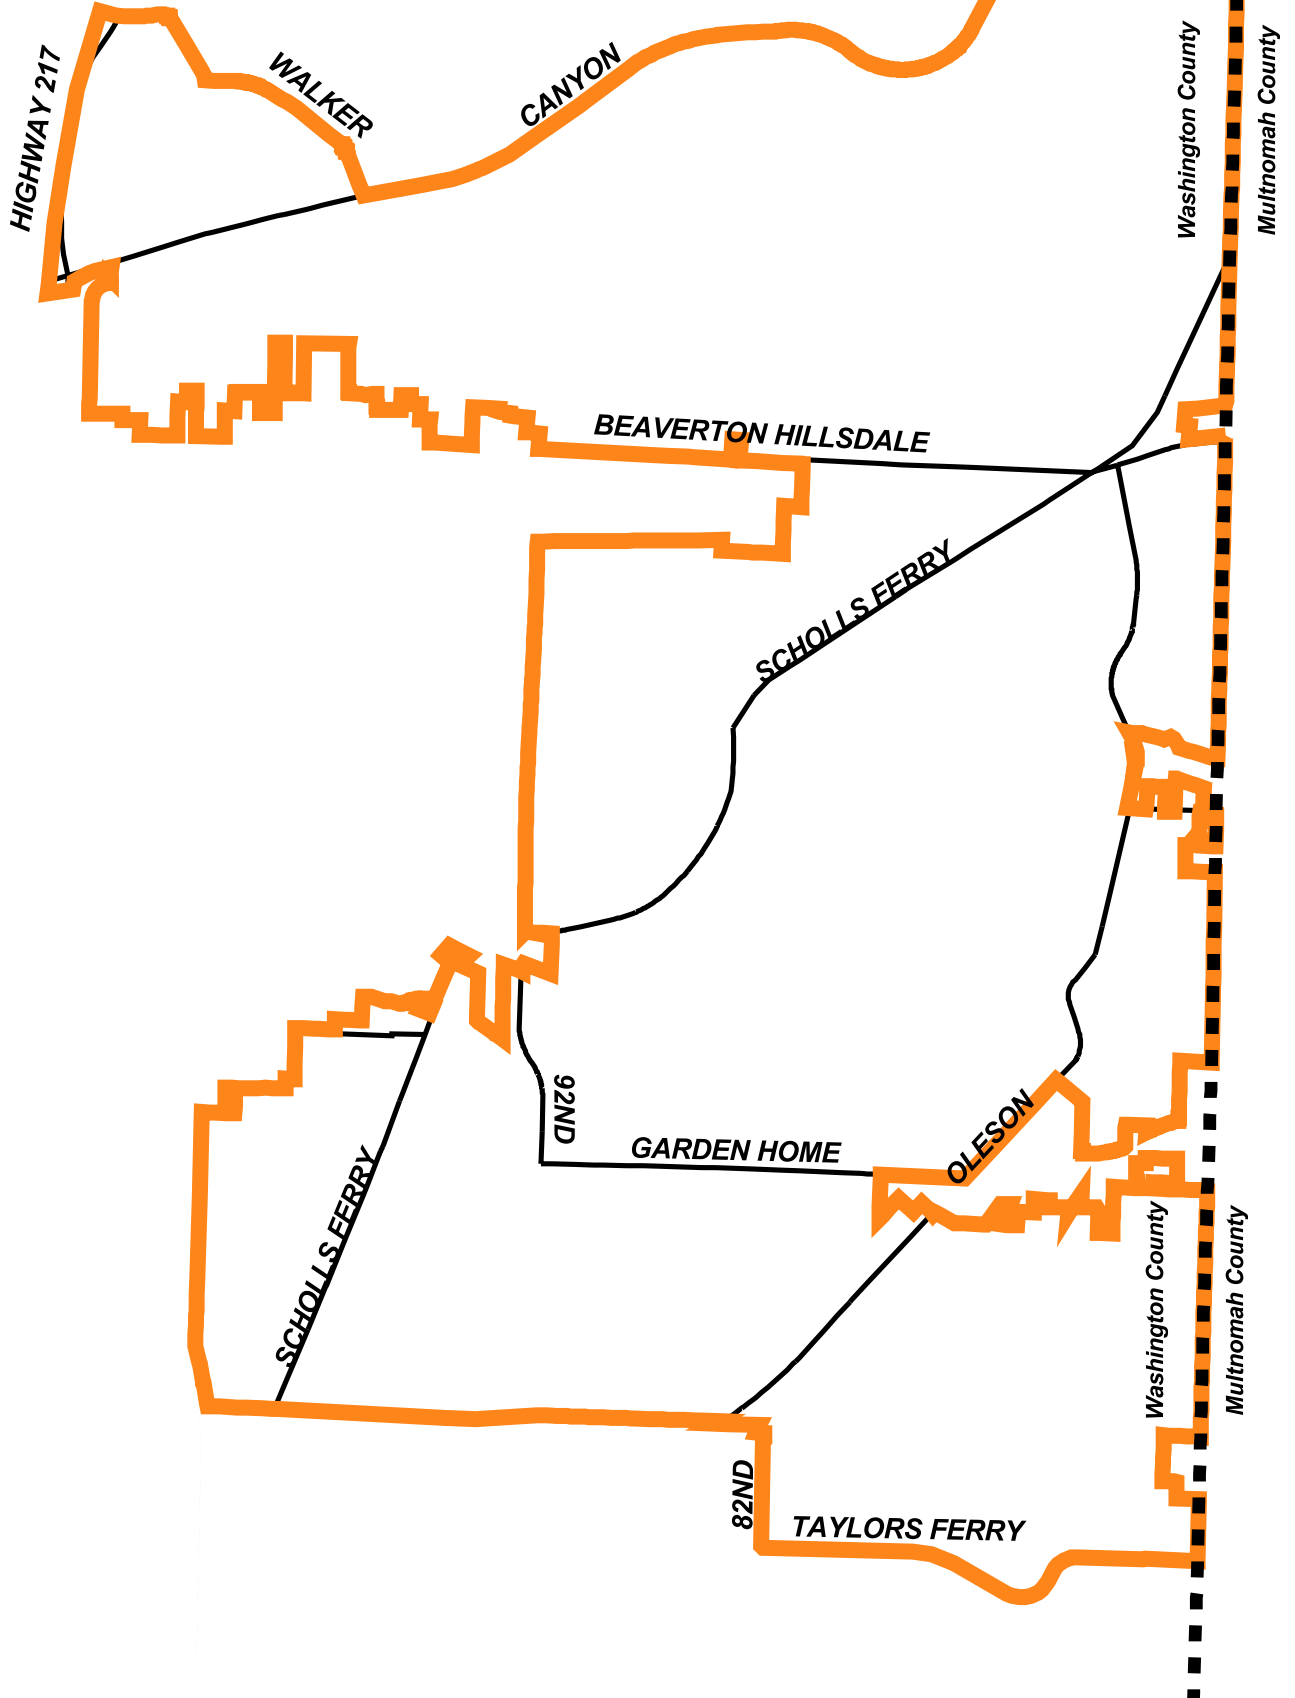 HIGHWAY 217
WALKER
CANYON
Washington County
Multnomah County
BEAVERTON HILLSDALE
SCHOLLS FERRY
92ND
GARDEN HOME
OLESON
SCHOLLS FERRY
Washington County
Multnomah County
82ND
TAYLORS FERRY